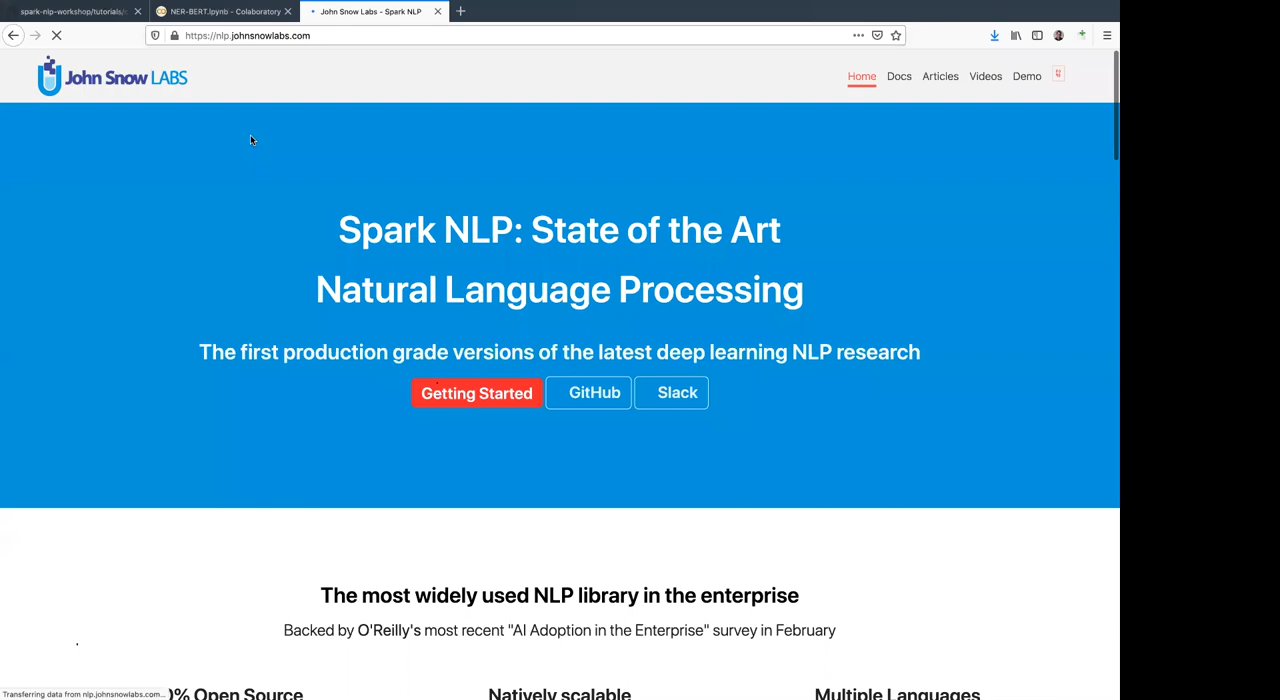 spark-nlp-workshop/tutorials/
NER-BERT.ipynb - Colaboratory
John Snow Labs - Spark NLP
https://nlp.johnsnowlabs.com
John Snow LABS
Home Docs Articles Videos Demo
Spark NLP: State of the Art
Natural Language Processing
The first production grade versions of the latest deep learning NLP research
Getting Started GitHub Slack
The most widely used NLP library in the enterprise
Backed by O'Reilly's most recent "AI Adoption in the Enterprise" survey in February
% Open Source Natively scalable Multiple Languages
Transferring data from nlp.johnsnowlabs.com...